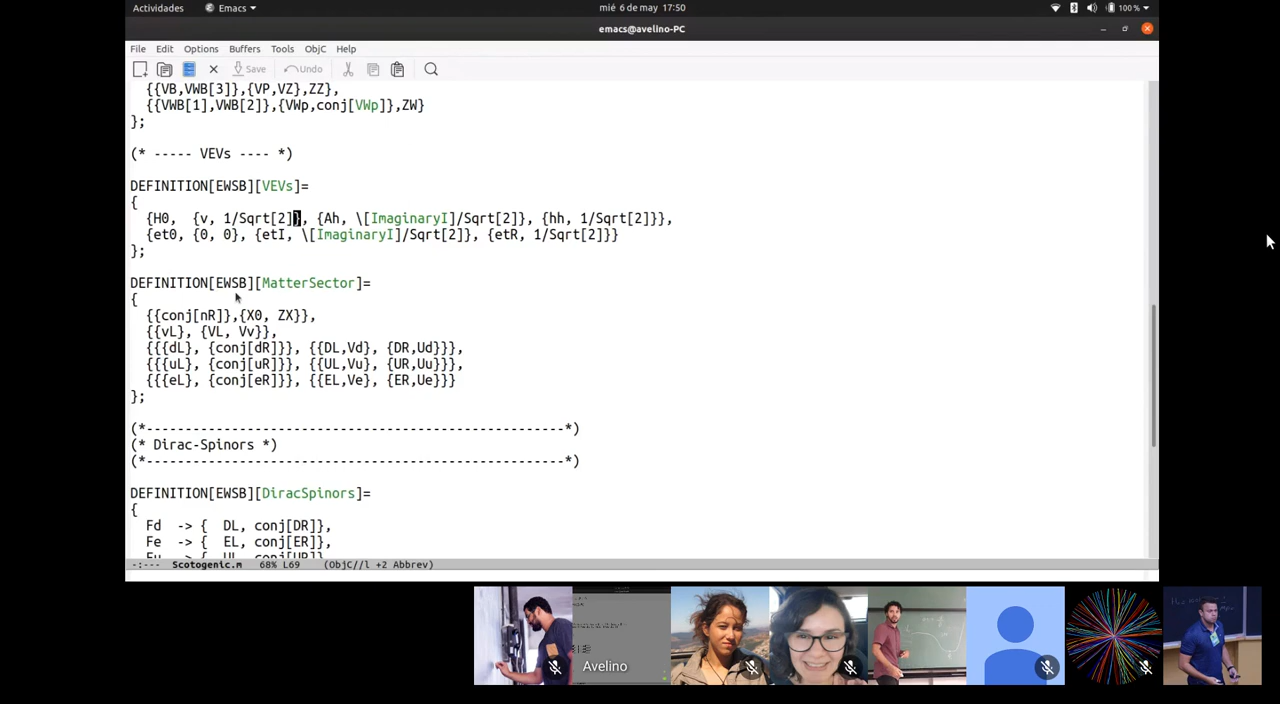 Actividades Emacs mié 6 de may 17:50 100 %
emacs@avelino-PC
File Edit Options Buffers Tools ObjC Help
Save Undo
{{VB,VWB[3]},{VP,VZ},ZZ},
{{VWB[1],VWB[2]},{VWp,conj[VWp]},ZW}
};
(* ----- VEVs ---- *)
DEFINITION[EWSB][VEVs]=
{
{H0, {v, 1/Sqrt[2]}, {Ah, \[ImaginaryI]/Sqrt[2]}, {hh, 1/Sqrt[2]}},
{et0, {0, 0}, {etI, \[ImaginaryI]/Sqrt[2]}, {etR, 1/Sqrt[2]}}
};
DEFINITION[EWSB][MatterSector]=
{
{{conj[nR]},{X0, ZX}},
{{vL}, {VL, Vv}},
{{{dL}, {conj[dR]}}, {{DL,Vd}, {DR,Ud}}},
{{{uL}, {conj[uR]}}, {{UL,Vu}, {UR,Uu}}},
{{{eL}, {conj[eR]}}, {{EL,Ve}, {ER,Ue}}}
};
(*------------------------------------------------------*)
(* Dirac-Spinors *)
(*------------------------------------------------------*)
DEFINITION[EWSB][DiracSpinors]=
{
Fd -> { DL, conj[DR]},
Fe -> { EL, conj[ER]},
Fu -> { UL, conj[UR]},
-:--- Scotogenic.m 68% L69 (ObjC//l +2 Abbrev)
Avelino